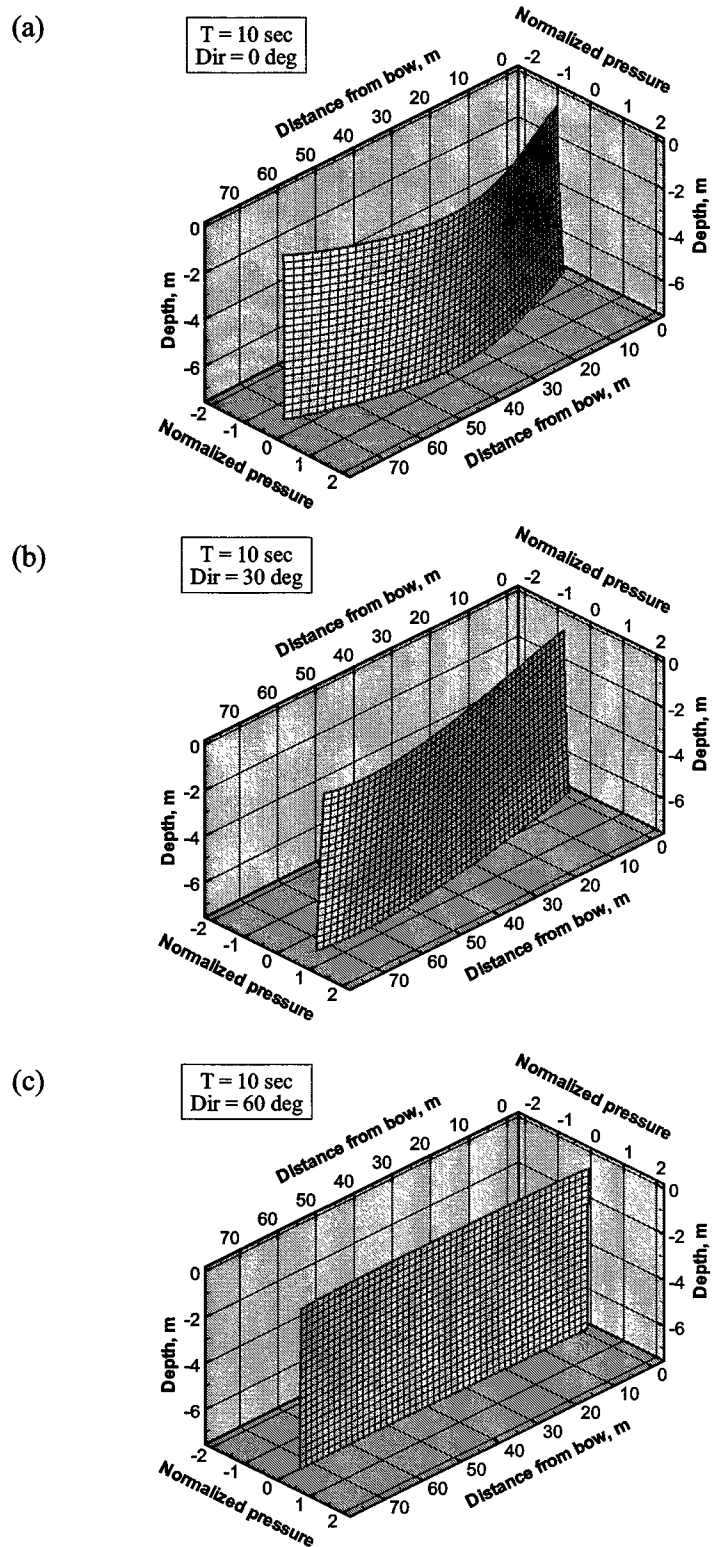 (a)
T = 10 sec
Dir = 0 deg
Normalized pressure
-2 -1 0 1 2
Distance from bow, m
70 60 50 40 30 20 10 0
0 -2 -4 -6
Depth, m
0 -2 -4 -6
Depth, m
-2 -1 0 1 2
Normalized pressure
70 60 50 40 30 20 10 0
Distance from bow, m
(b)
T = 10 sec
Dir = 30 deg
Normalized pressure
-2 -1 0 1 2
Distance from bow, m
70 60 50 40 30 20 10 0
0 -2 -4 -6
Depth, m
0 -2 -4 -6
Depth, m
-2 -1 0 1 2
Normalized pressure
70 60 50 40 30 20 10 0
Distance from bow, m
(c)
T = 10 sec
Dir = 60 deg
Normalized pressure
-2 -1 0 1 2
Distance from bow, m
70 60 50 40 30 20 10 0
0 -2 -4 -6
Depth, m
0 -2 -4 -6
Depth, m
-2 -1 0 1 2
Normalized pressure
70 60 50 40 30 20 10 0
Distance from bow, m